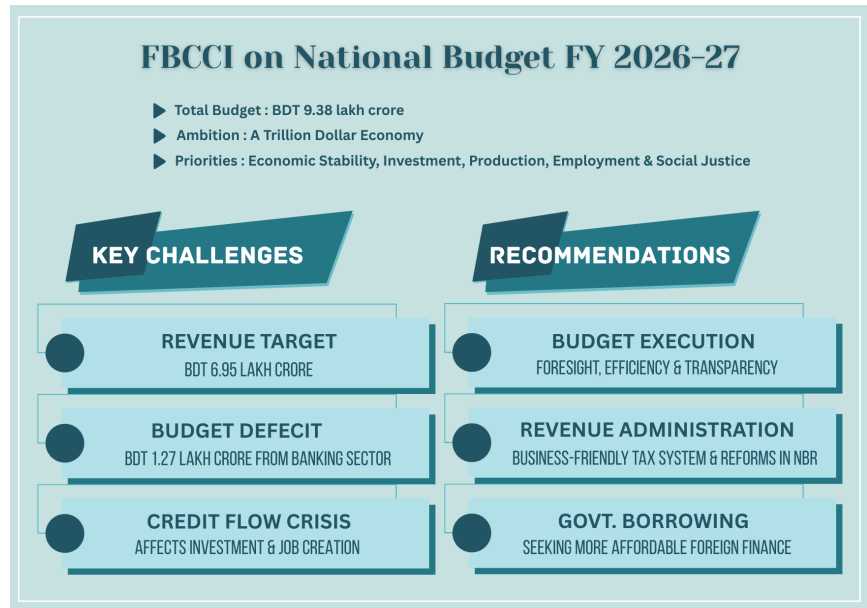 FBCCI on National Budget FY 2026-27
Total Budget : BDT 9.38 lakh crore
Ambition : A Trillion Dollar Economy
Priorities : Economic Stability, Investment, Production, Employment & Social Justice
KEY CHALLENGES
REVENUE TARGET
BDT 6.95 LAKH CRORE
BUDGET DEFECIT
BDT 1.27 LAKH CRORE FROM BANKING SECTOR
CREDIT FLOW CRISIS
AFFECTS INVESTMENT & JOB CREATION
RECOMMENDATIONS
BUDGET EXECUTION
FORESIGHT, EFFICIENCY & TRANSPARENCY
REVENUE ADMINISTRATION
BUSINESS-FRIENDLY TAX SYSTEM & REFORMS IN NBR
GOVT. BORROWING
SEEKING MORE AFFORDABLE FOREIGN FINANCE